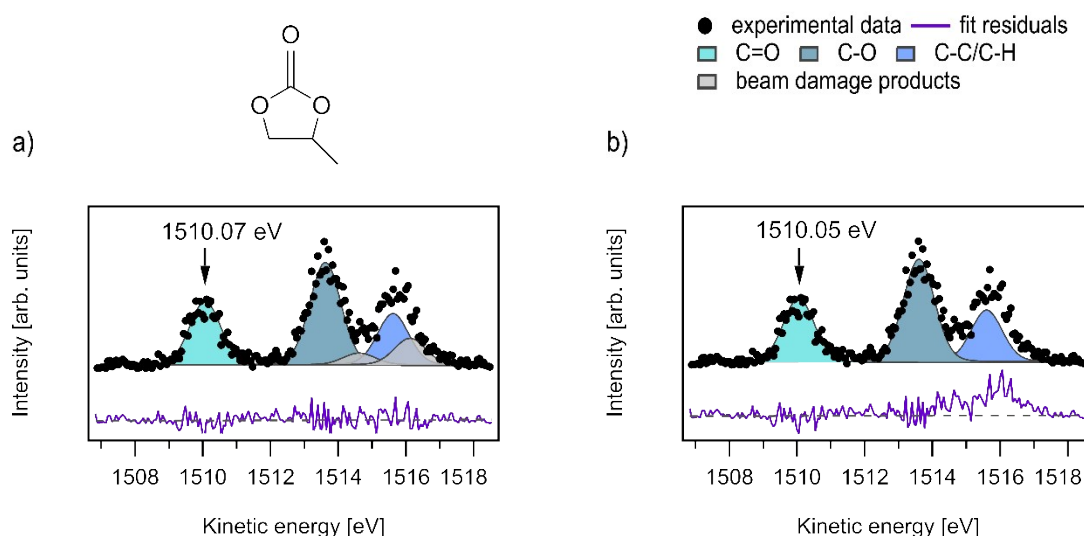 experimental data fit residuals
C=O C-O C-C/C-H
beam damage products
O
O O
a)
b)
1510.07 eV
1510.05 eV
Intensity [arb. units]
Intensity [arb. units]
1508 1510 1512 1514 1516 1518
1508 1510 1512 1514 1516 1518
Kinetic energy [eV]
Kinetic energy [eV]